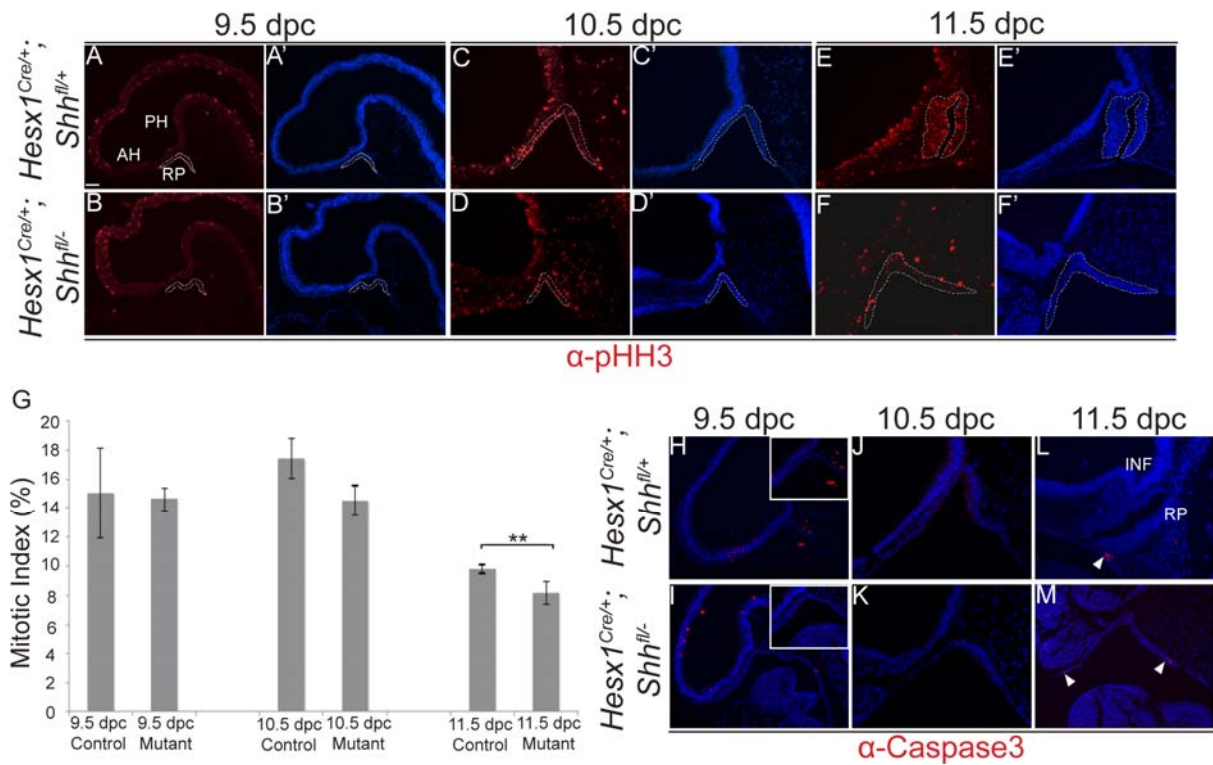 9.5 dpc 10.5 dpc 11.5 dpc
Hesx1Cre/+;
Shhfl/+
A A' C C' E E'
PH
AH
RP
Hesx1Cre/+;
Shhfl/-
B B' D D' F F'
α-pHH3
G
Mitotic Index (%)
20
18
16
14
12
10
8
6
4
2
0
**
9.5 dpc 9.5 dpc 10.5 dpc 10.5 dpc 11.5 dpc 11.5 dpc
Control Mutant Control Mutant Control Mutant
9.5 dpc 10.5 dpc 11.5 dpc
Hesx1Cre/+;
Shhfl/+
H J L
INF
RP
Hesx1Cre/+;
Shhfl/-
I K M
α-Caspase3